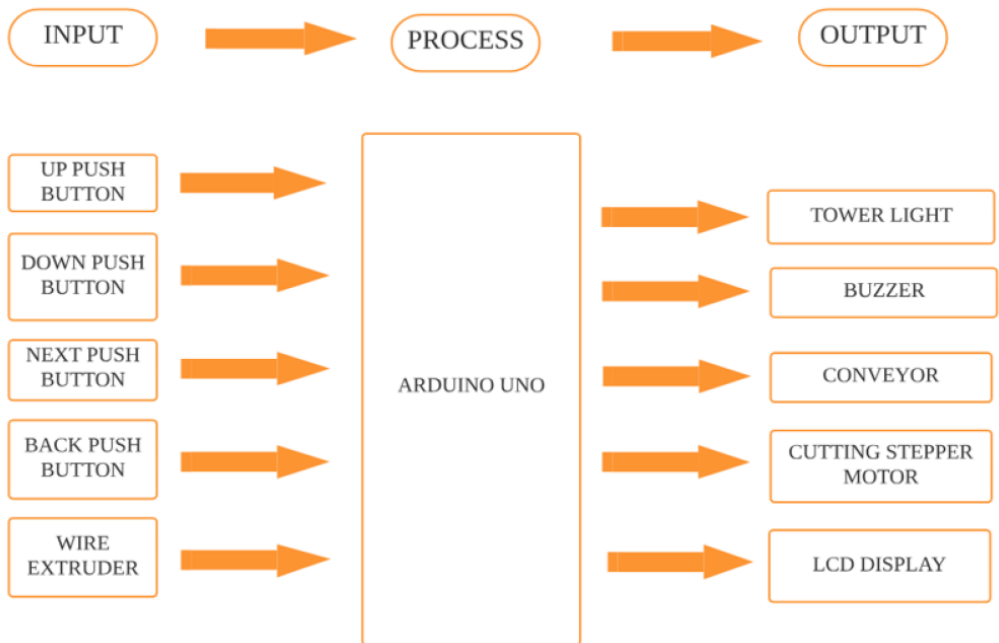 INPUT
PROCESS
OUTPUT
UP PUSH
BUTTON
DOWN PUSH
BUTTON
NEXT PUSH
BUTTON
BACK PUSH
BUTTON
WIRE
EXTRUDER
ARDUINO UNO
TOWER LIGHT
BUZZER
CONVEYOR
CUTTING STEPPER
MOTOR
LCD DISPLAY